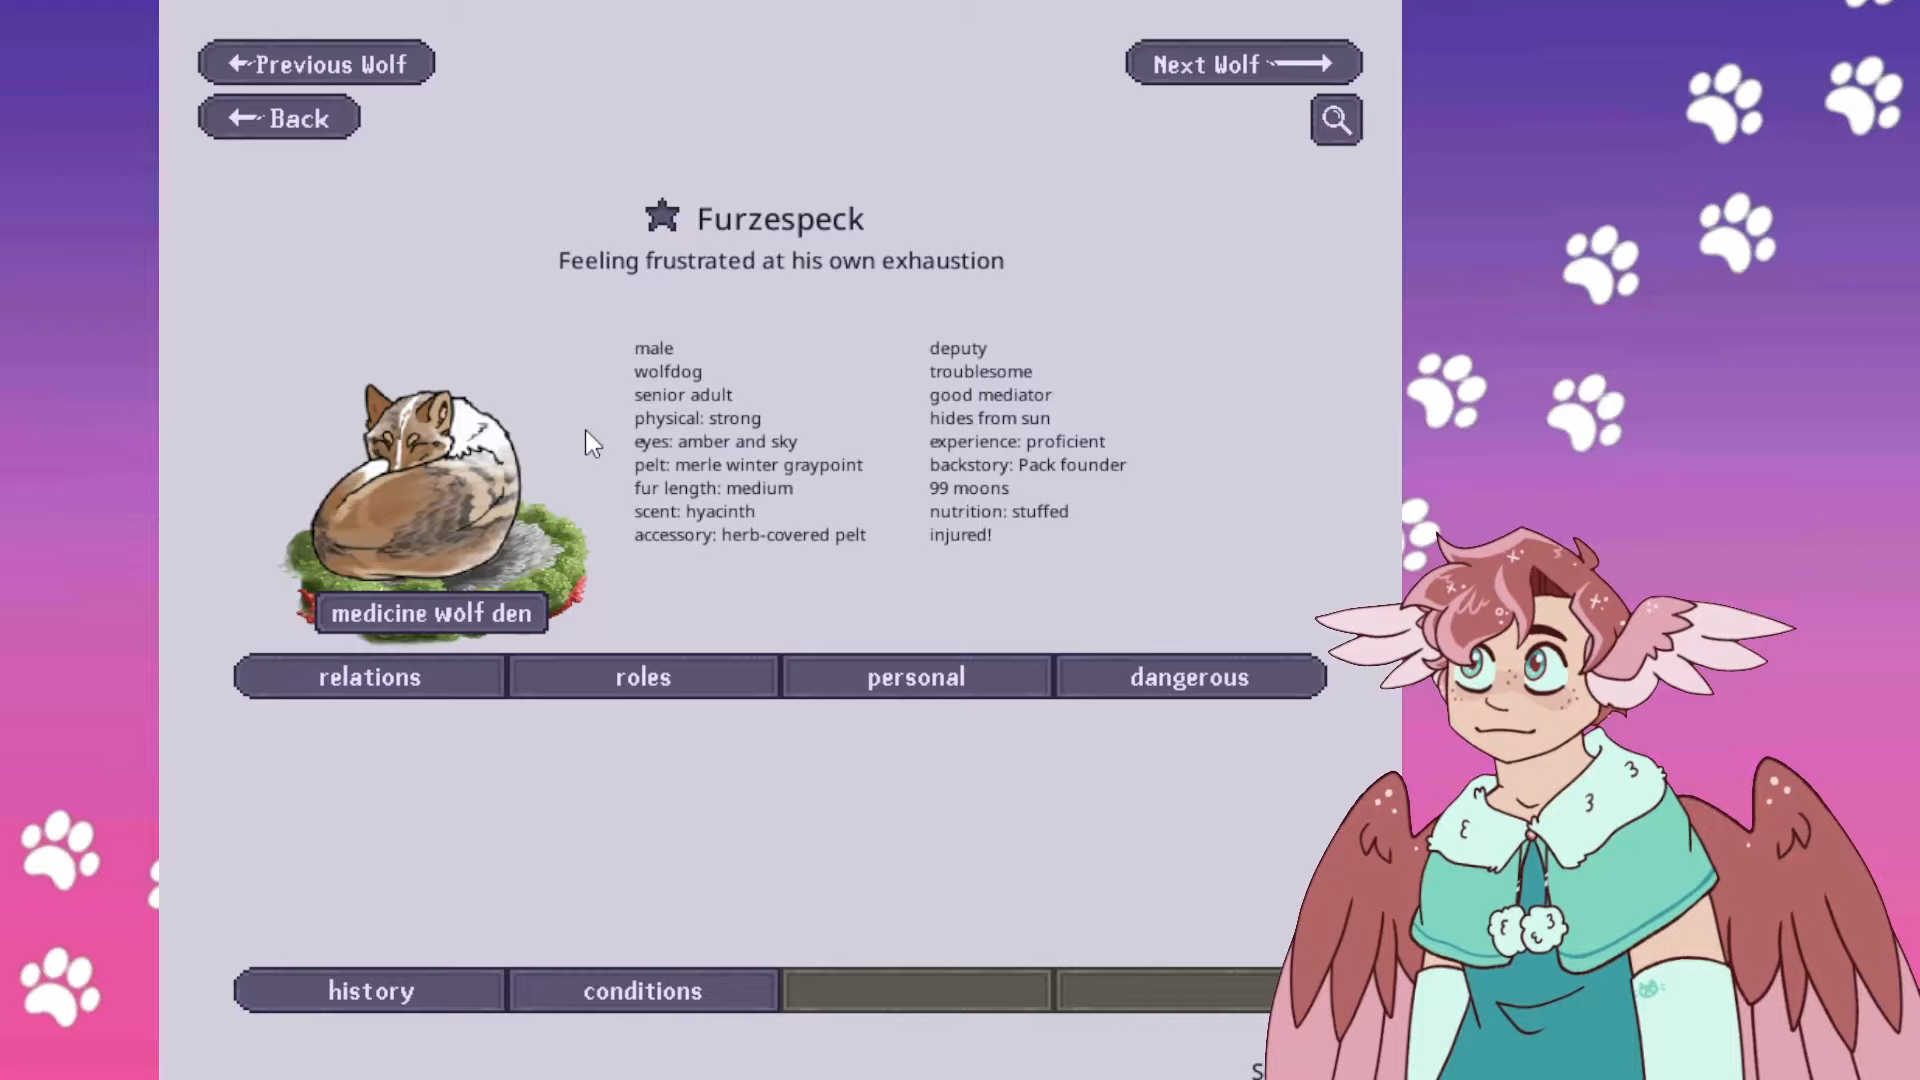 Previous Wolf
Next Wolf
Back
Furzespeck
Feeling frustrated at his own exhaustion
male
wolfdog
senior adult
physical: strong
eyes: amber and sky
pelt: merle winter graypoint
fur length: medium
scent: hyacinth
accessory: herb-covered pelt
deputy
troublesome
good mediator
hides from sun
experience: proficient
backstory: Pack founder
99 moons
nutrition: stuffed
injured!
medicine wolf den
relations
roles
personal
dangerous
history
conditions